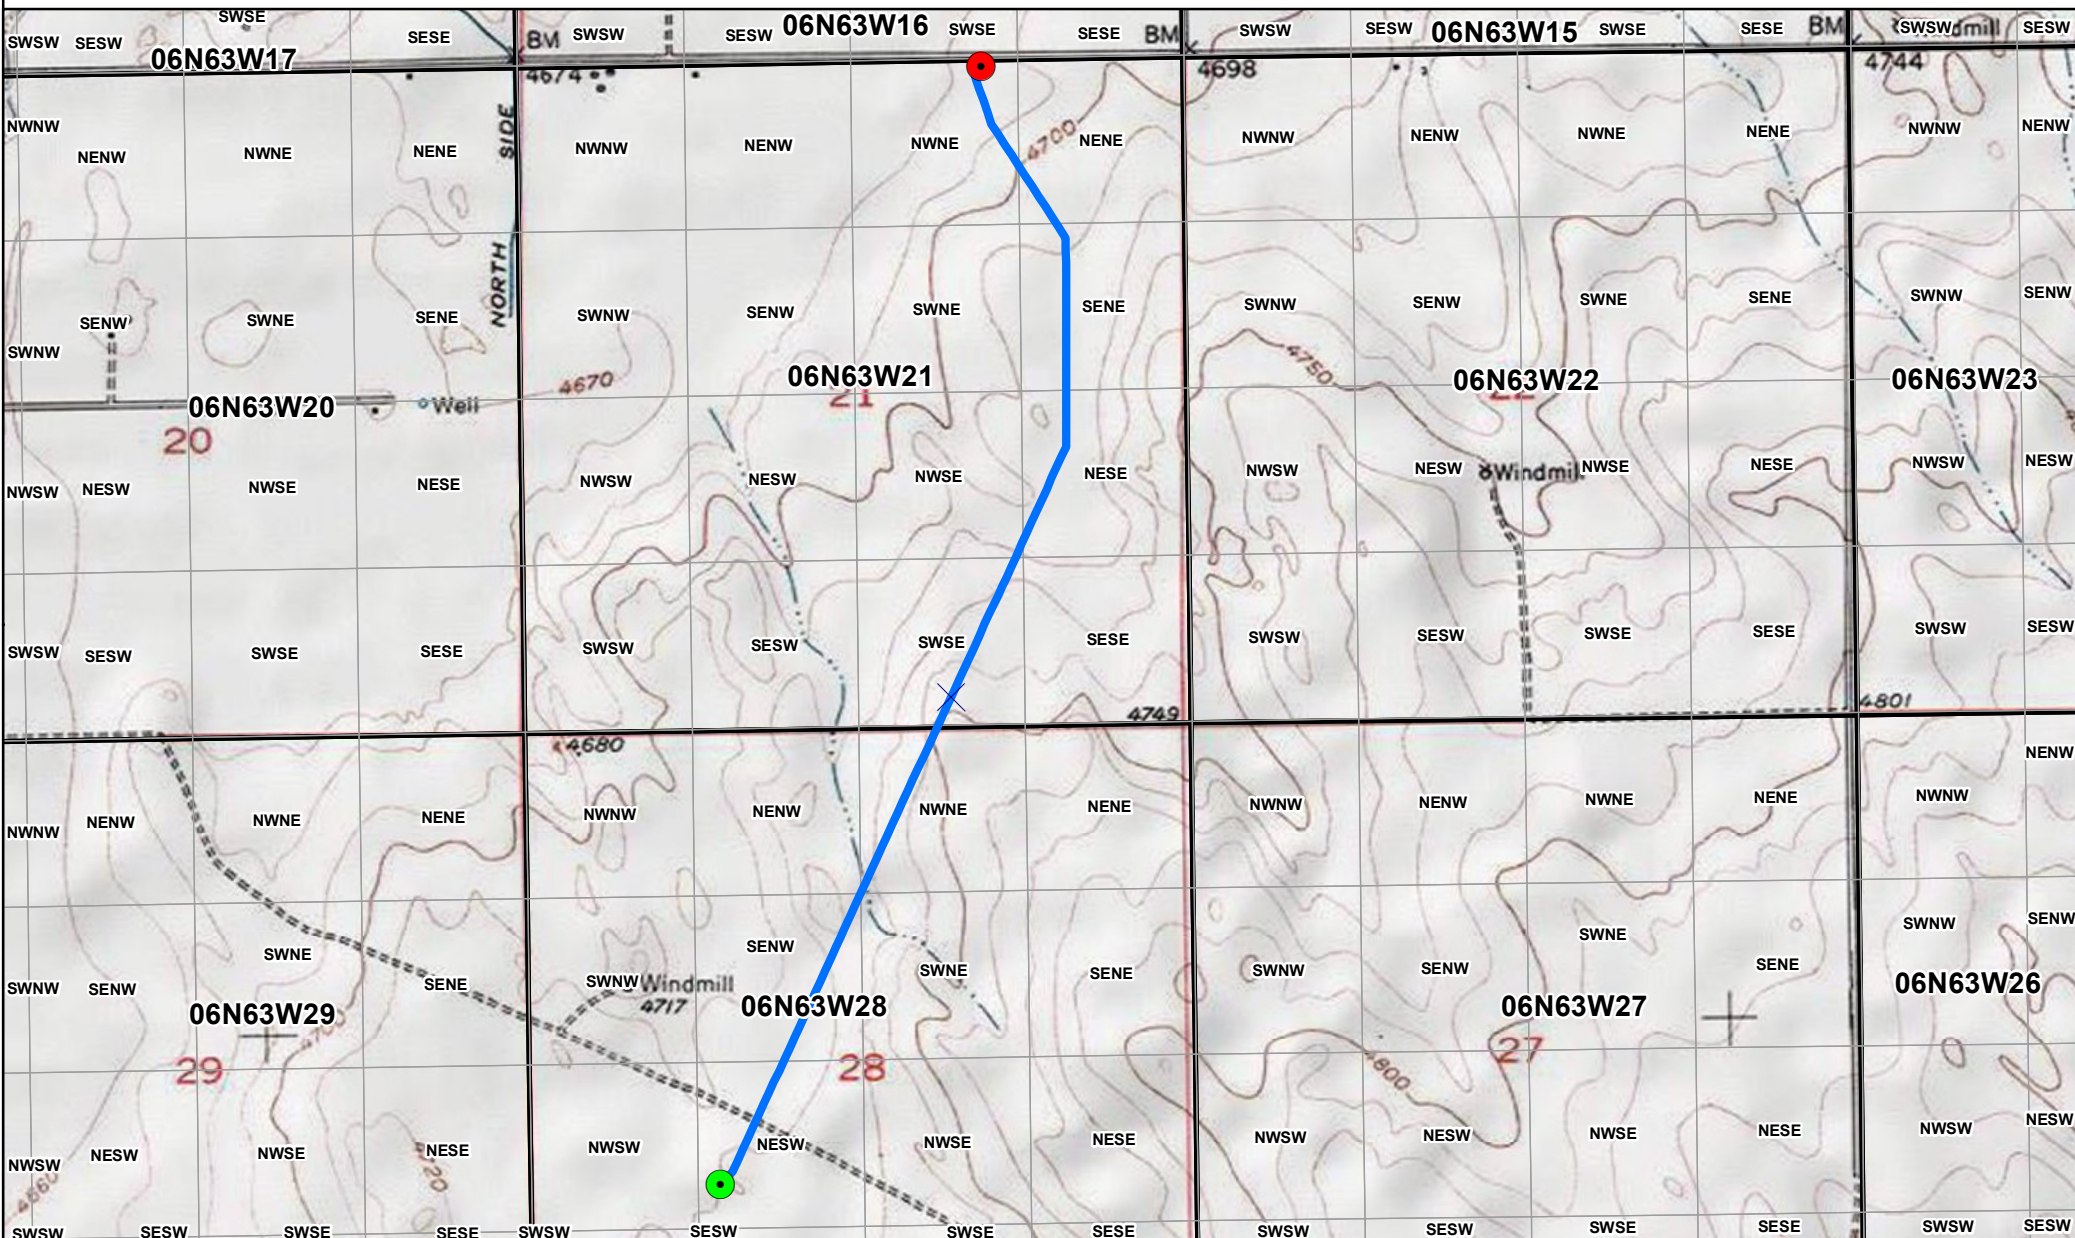 SWSE
SWSW SESW SESE
06N63W17
BM SWSW SESW 06N63W16 SWSE SESE BM
SWSW SESW 06N63W15 SWSE SESE BM
SWSW SESW
4674 4698 4744
NWNW NENW NWNE NENE SIDE
NWNW NENW NWNE 4700 NENE
NWNW NENW NWNE NENE
NWNW NENW
SENW SWNE SENE NORTH
SWNW SENW SWNE SENE
SWNW SENW SWNE SENE
SWNW SENW
SWNW
4670
06N63W21
21
4750
06N63W22
22
06N63W23
06N63W20
Well
20
NWSW NESW NWSE NESE
NWSW NESW NWSE NESE
NWSW NESW Windmill NWSE NESE
NWSW NESW
SWSW SESW SWSE SESE
SWSW SESW SWSE SESE
SWSW SESW SWSE SESE
SWSW SESW
4680 4749 4801
NENW
NWNW NENW NWNE NENE
NWNW NENW NWNE NENE
NWNW NENW NWNE NENE
NWNW
SWNE SENW
SWNE SWNW SENW
SWNW SENW SENE
SWNW Windmill
4717
SWNE SENE
SWNW SENW SENE
06N63W29
4700
29
06N63W28
28
06N63W27
27
4800
06N63W26
NWSW NESW NWSE NESE
NWSW NESW NWSE NESE
NWSW NESW NWSE NESE
NWSW NESW
4660
4720
SWSW SESW SWSE SESE
SWSW SESW SWSE SESE
SWSW SESW SWSE SESE
SWSW SESW